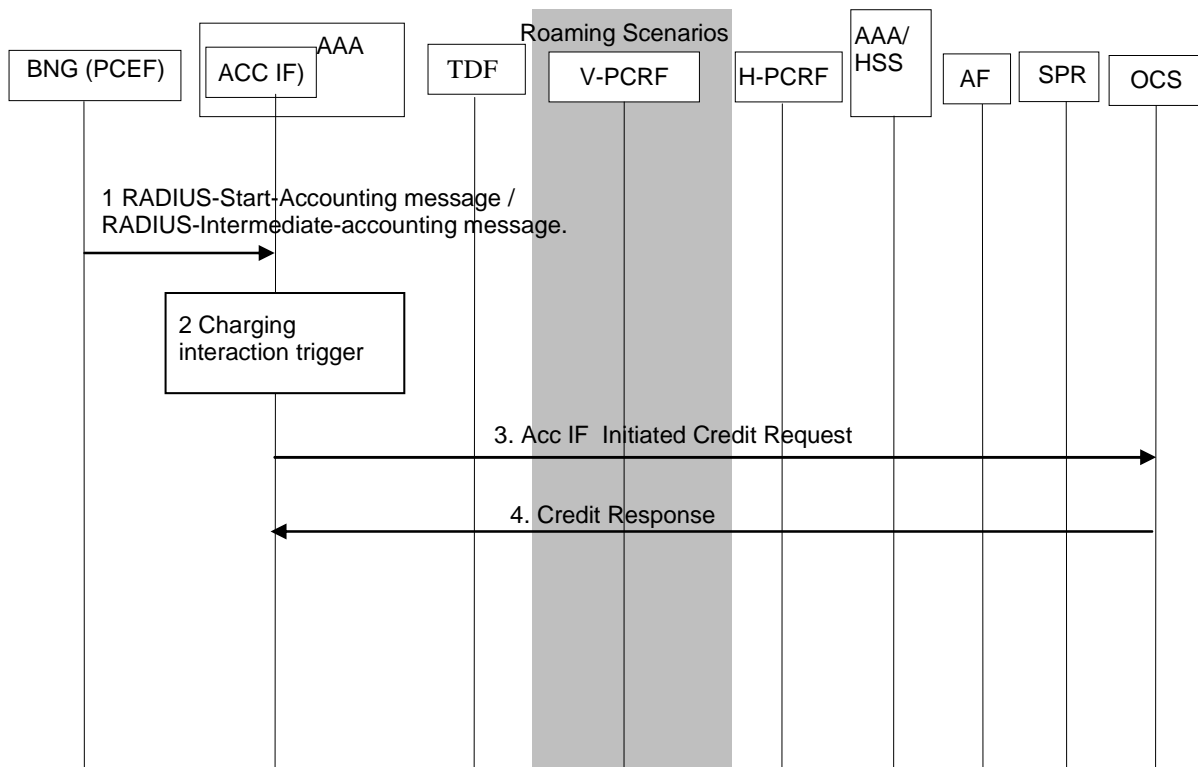 Roaming Scenarios
AAA
AAA/
HSS
BNG (PCEF)
ACC IF)
TDF
V-PCRF
H-PCRF
AF
SPR
OCS
1 RADIUS-Start-Accounting message /
RADIUS-Intermediate-accounting message.
2 Charging
interaction trigger
3. Acc IF Initiated Credit Request
4. Credit Response